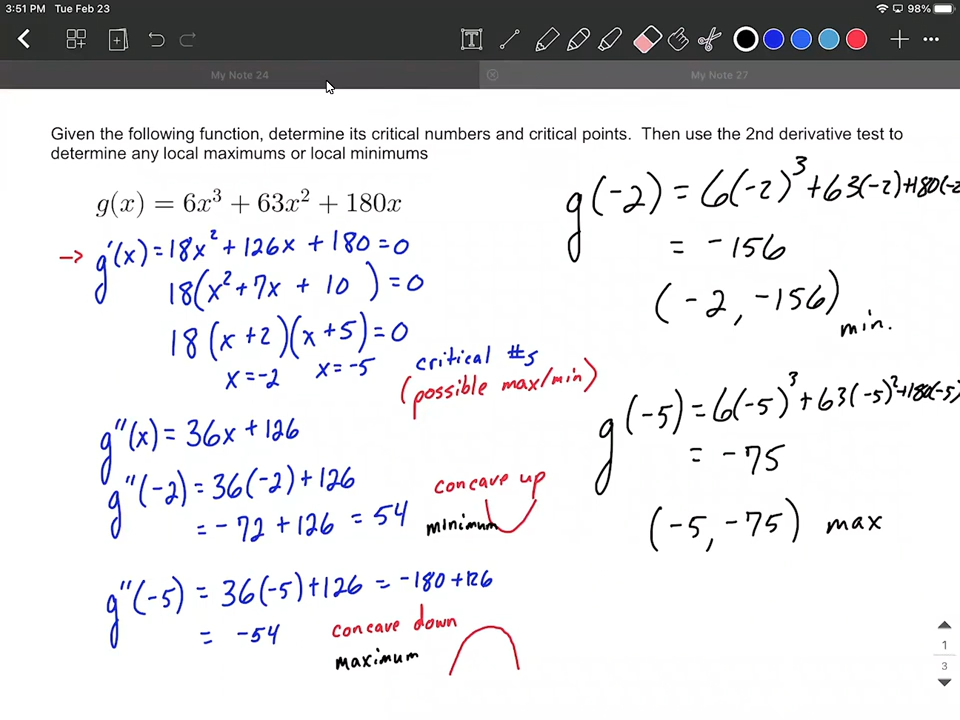 3:51 PM Tue Feb 23
98%
My Note 24
My Note 27
Given the following function, determine its critical numbers and critical points. Then use the 2nd derivative test to
determine any local maximums or local minimums
g(x) = 6x³ + 63x² + 180x
→ g'(x) = 18x² + 126x + 180 = 0
18(x² + 7x + 10 ) = 0
18 (x + 2)(x + 5) = 0
x = -2 x = -5
critical #s
(possible max/min)
g''(x) = 36x + 126
g''(-2) = 36(-2) + 126
= -72 + 126 = 54
concave up
minimum
g''(-5) = 36(-5) + 126 = -180 + 126
= -54
concave down
maximum
g(-2) = 6(-2)³ + 63(-2) + 180(-2
= -156
(-2, -156)
min.
g(-5) = 6(-5)³ + 63(-5)² + 180(-5)
= -75
(-5, -75) max
1
3